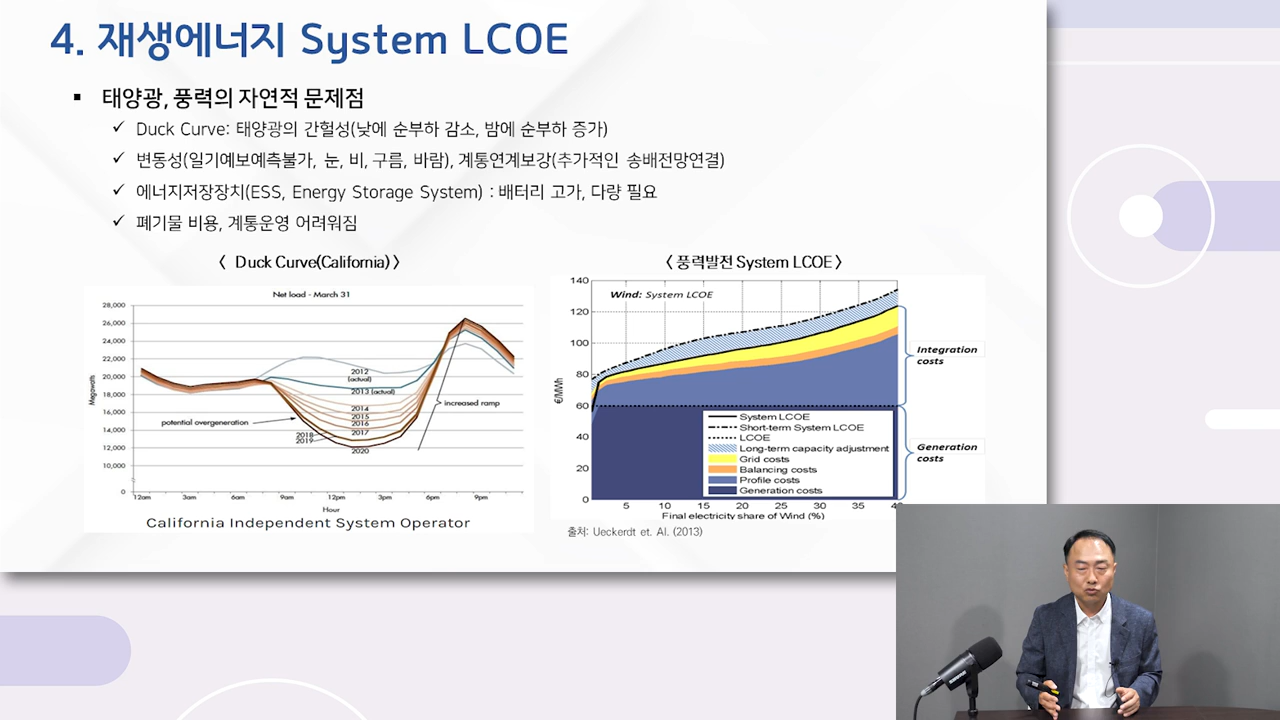 4. 재생에너지 System LCOE
▪ 태양광, 풍력의 자연적 문제점
✓ Duck Curve: 태양광의 간헐성(낮에 순부하 감소, 밤에 순부하 증가)
✓ 변동성(일기예보예측불가, 눈, 비, 구름, 바람), 계통연계보강(추가적인 송배전망연결)
✓ 에너지저장장치(ESS, Energy Storage System) : 배터리 고가, 다량 필요
✓ 폐기물 비용, 계통운영 어려워짐
〈 Duck Curve(California) 〉
Net load - March 31
28,000
26,000
24,000
22,000
20,000
18,000
16,000
14,000
12,000
10,000
0
Megawatts
2012
(actual)
2013 (actual)
2014
2015
2016
2017
2018
2019
2020
potential overgeneration
increased ramp
12am 3am 6am 9am 12pm 3pm 6pm 9pm
Hour
California Independent System Operator
〈 풍력발전 System LCOE 〉
Wind: System LCOE
140
120
100
80
60
40
20
0
€/MWh
System LCOE
Short-term System LCOE
LCOE
Long-term capacity adjustment
Grid costs
Balancing costs
Profile costs
Generation costs
Integration
costs
Generation
costs
5 10 15 20 25 30 35 40
Final electricity share of Wind (%)
출처: Ueckerdt et. Al. (2013)